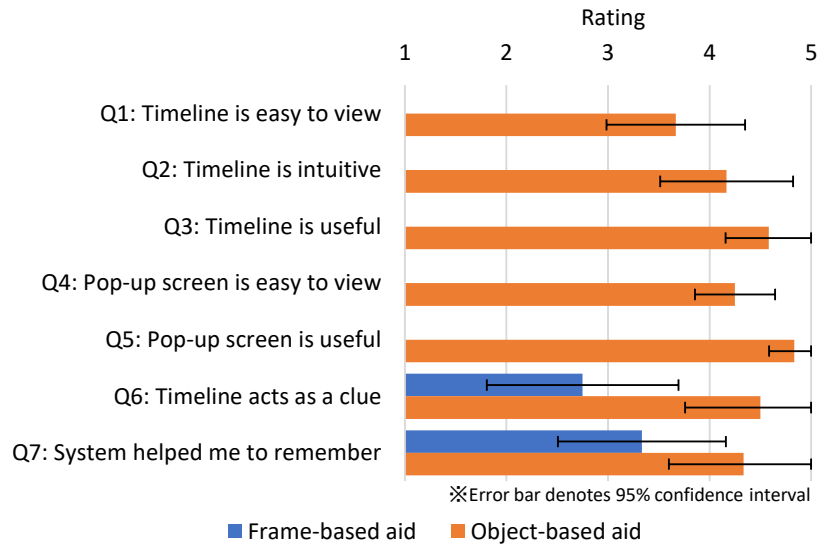 Rating
1 2 3 4 5
Q1: Timeline is easy to view
Q2: Timeline is intuitive
Q3: Timeline is useful
Q4: Pop-up screen is easy to view
Q5: Pop-up screen is useful
Q6: Timeline acts as a clue
Q7: System helped me to remember
※Error bar denotes 95% confidence interval
Frame-based aid Object-based aid